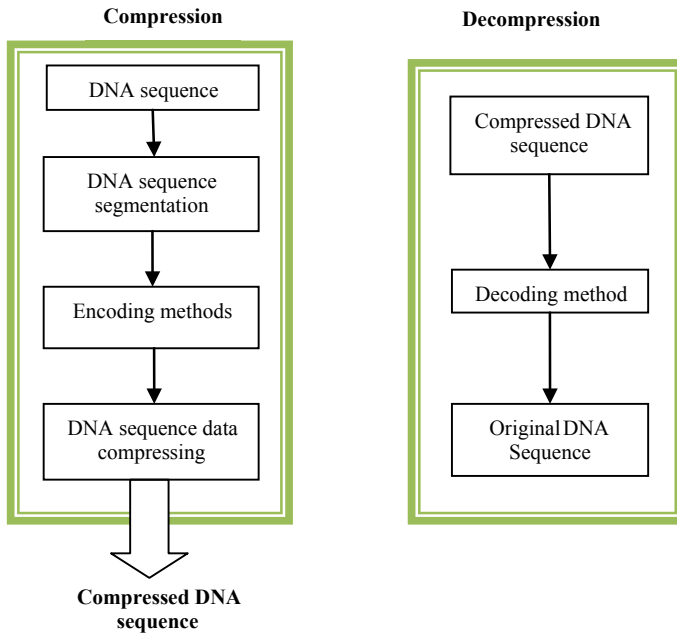 Compression
DNA sequence
DNA sequence
segmentation
Encoding methods
DNA sequence data
compressing
Compressed DNA
sequence
Decompression
Compressed DNA
sequence
Decoding method
Original DNA
Sequence